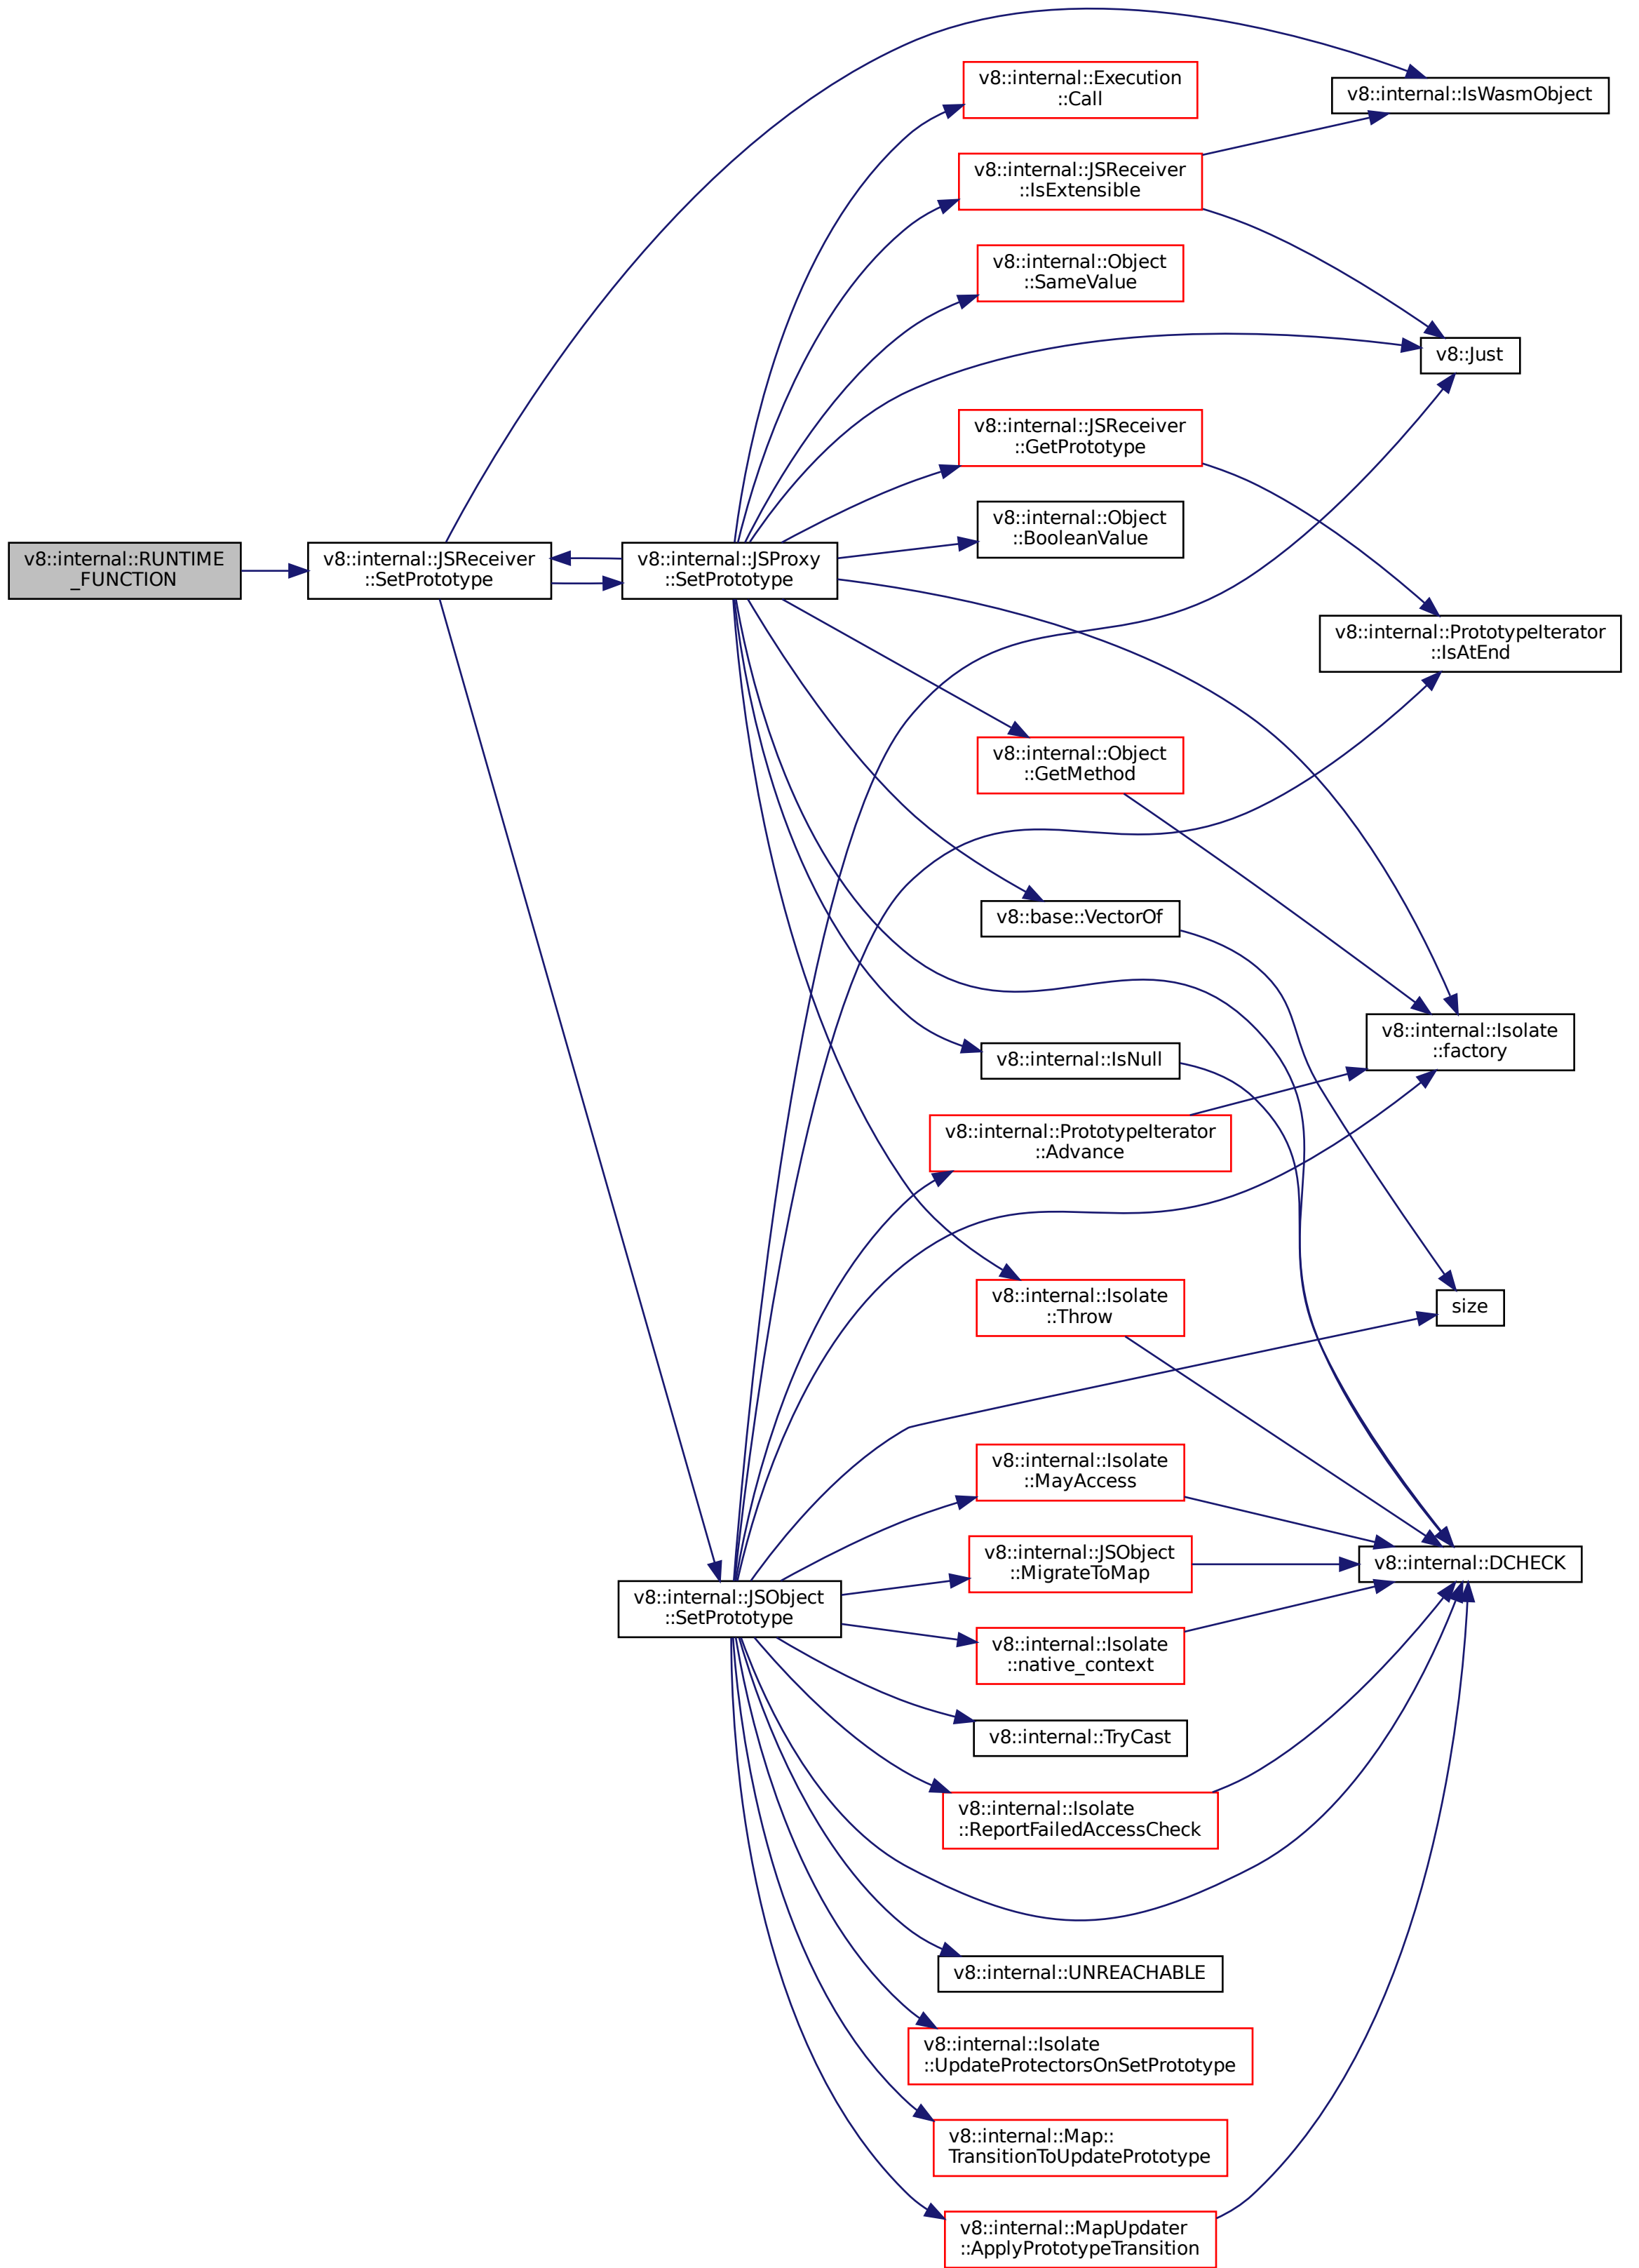 v8::internal::Execution
::Call
v8::internal::IsWasmObject
v8::internal::JSReceiver
::IsExtensible
v8::internal::Object
::SameValue
v8::Just
v8::internal::JSReceiver
::GetPrototype
v8::internal::Object
::BooleanValue
v8::internal::RUNTIME
_FUNCTION
v8::internal::JSReceiver
::SetPrototype
v8::internal::JSProxy
::SetPrototype
v8::internal::PrototypeIterator
::IsAtEnd
v8::internal::Object
::GetMethod
v8::base::VectorOf
v8::internal::Isolate
::factory
v8::internal::IsNull
v8::internal::PrototypeIterator
::Advance
v8::internal::Isolate
::Throw
size
v8::internal::Isolate
::MayAccess
v8::internal::JSObject
::MigrateToMap
v8::internal::DCHECK
v8::internal::JSObject
::SetPrototype
v8::internal::Isolate
::native_context
v8::internal::TryCast
v8::internal::Isolate
::ReportFailedAccessCheck
v8::internal::UNREACHABLE
v8::internal::Isolate
::UpdateProtectorsOnSetPrototype
v8::internal::Map::
TransitionToUpdatePrototype
v8::internal::MapUpdater
::ApplyPrototypeTransition